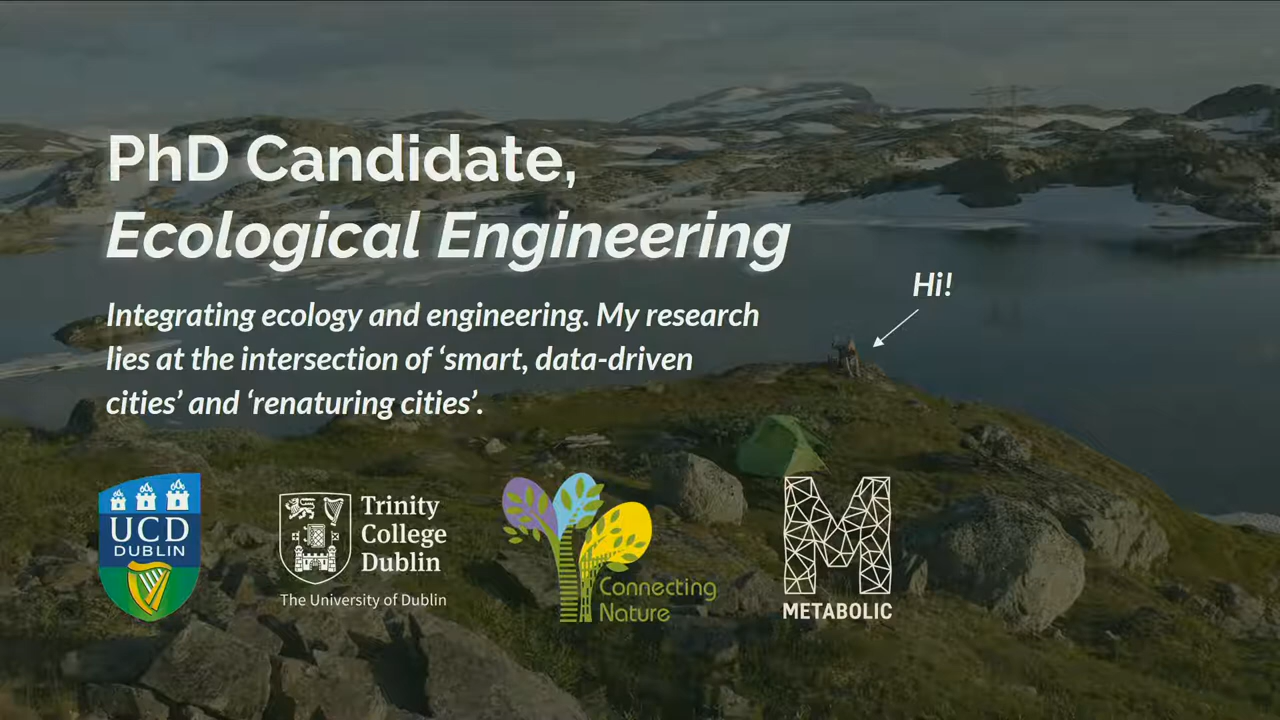 PhD Candidate,
Ecological Engineering
Hi!
Integrating ecology and engineering. My research
lies at the intersection of ‘smart, data-driven
cities’ and ‘renaturing cities’.
UCD
DUBLIN
Trinity
College
Dublin
The University of Dublin
Connecting
Nature
M
METABOLIC